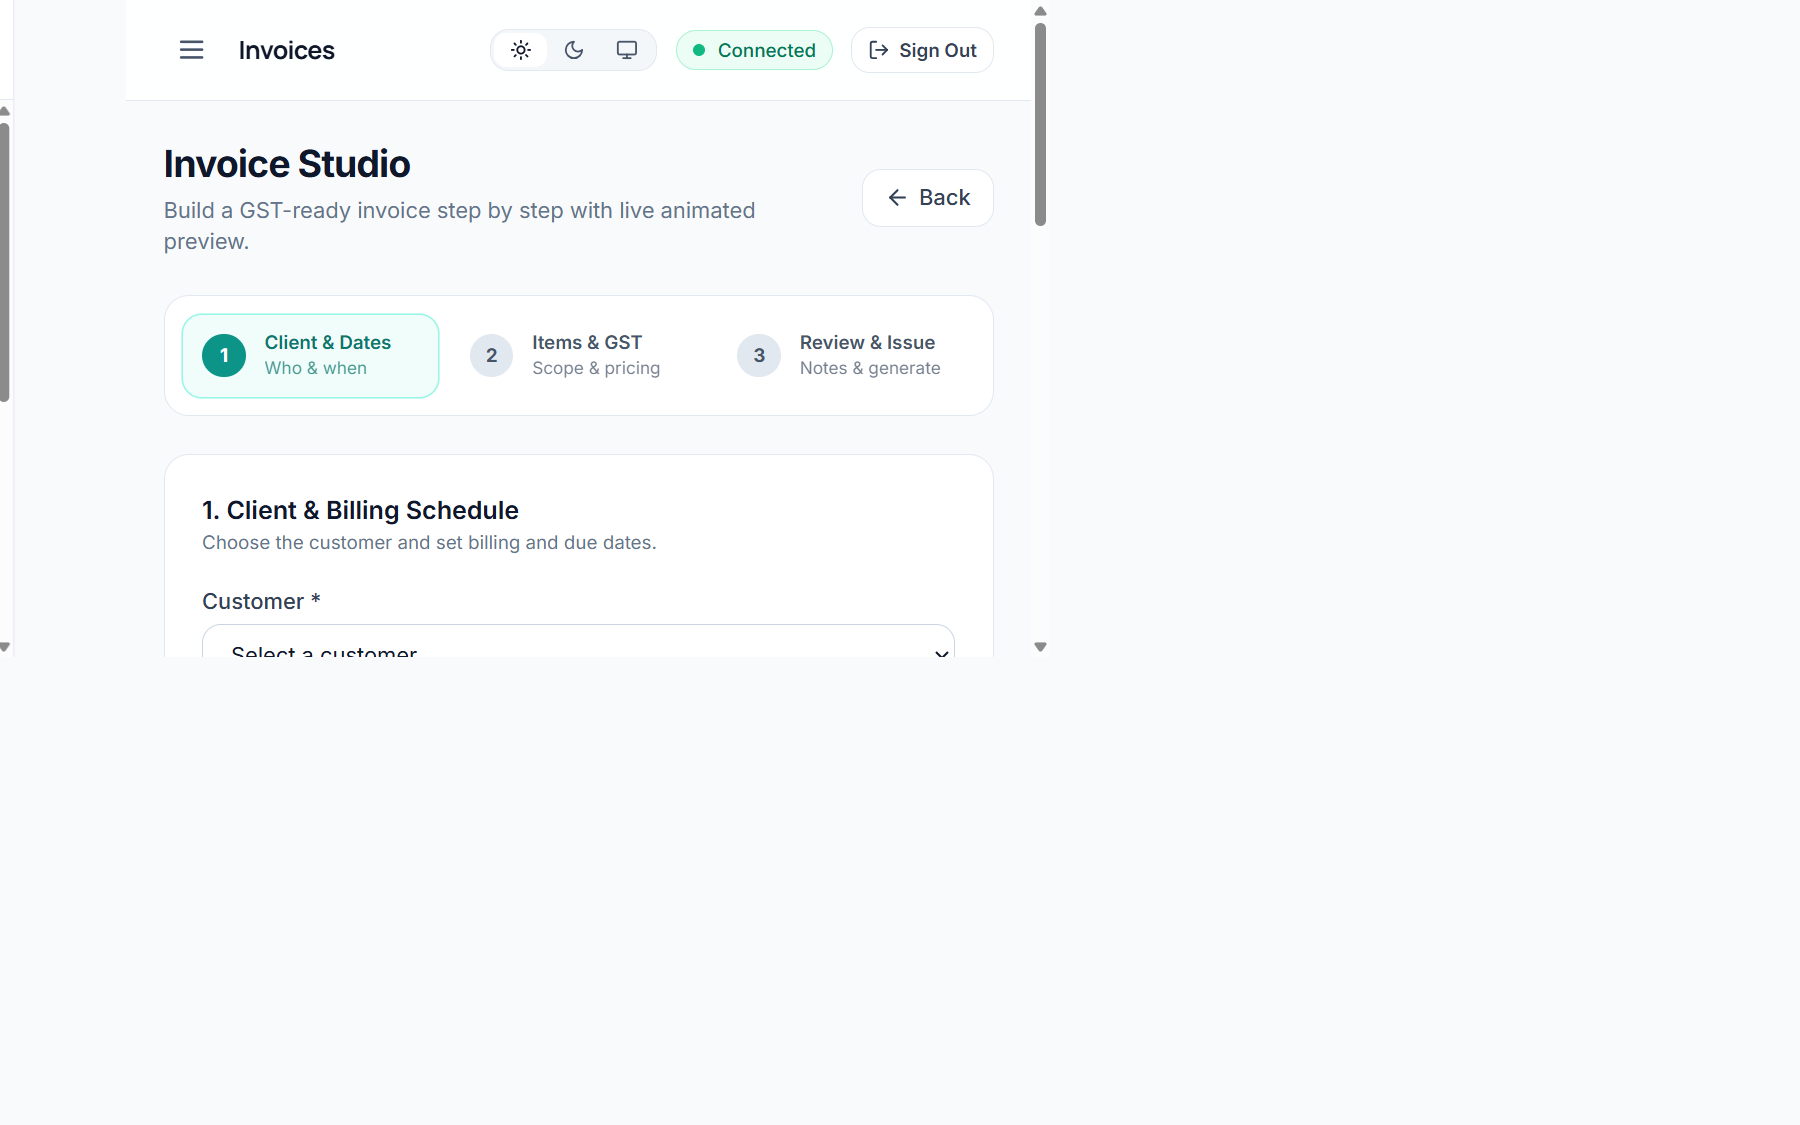 Invoices
Connected
Sign Out
Invoice Studio
Build a GST-ready invoice step by step with live animated
preview.
Back
1
Client & Dates
Who & when
2
Items & GST
Scope & pricing
3
Review & Issue
Notes & generate
1. Client & Billing Schedule
Choose the customer and set billing and due dates.
Customer *
Select a customer